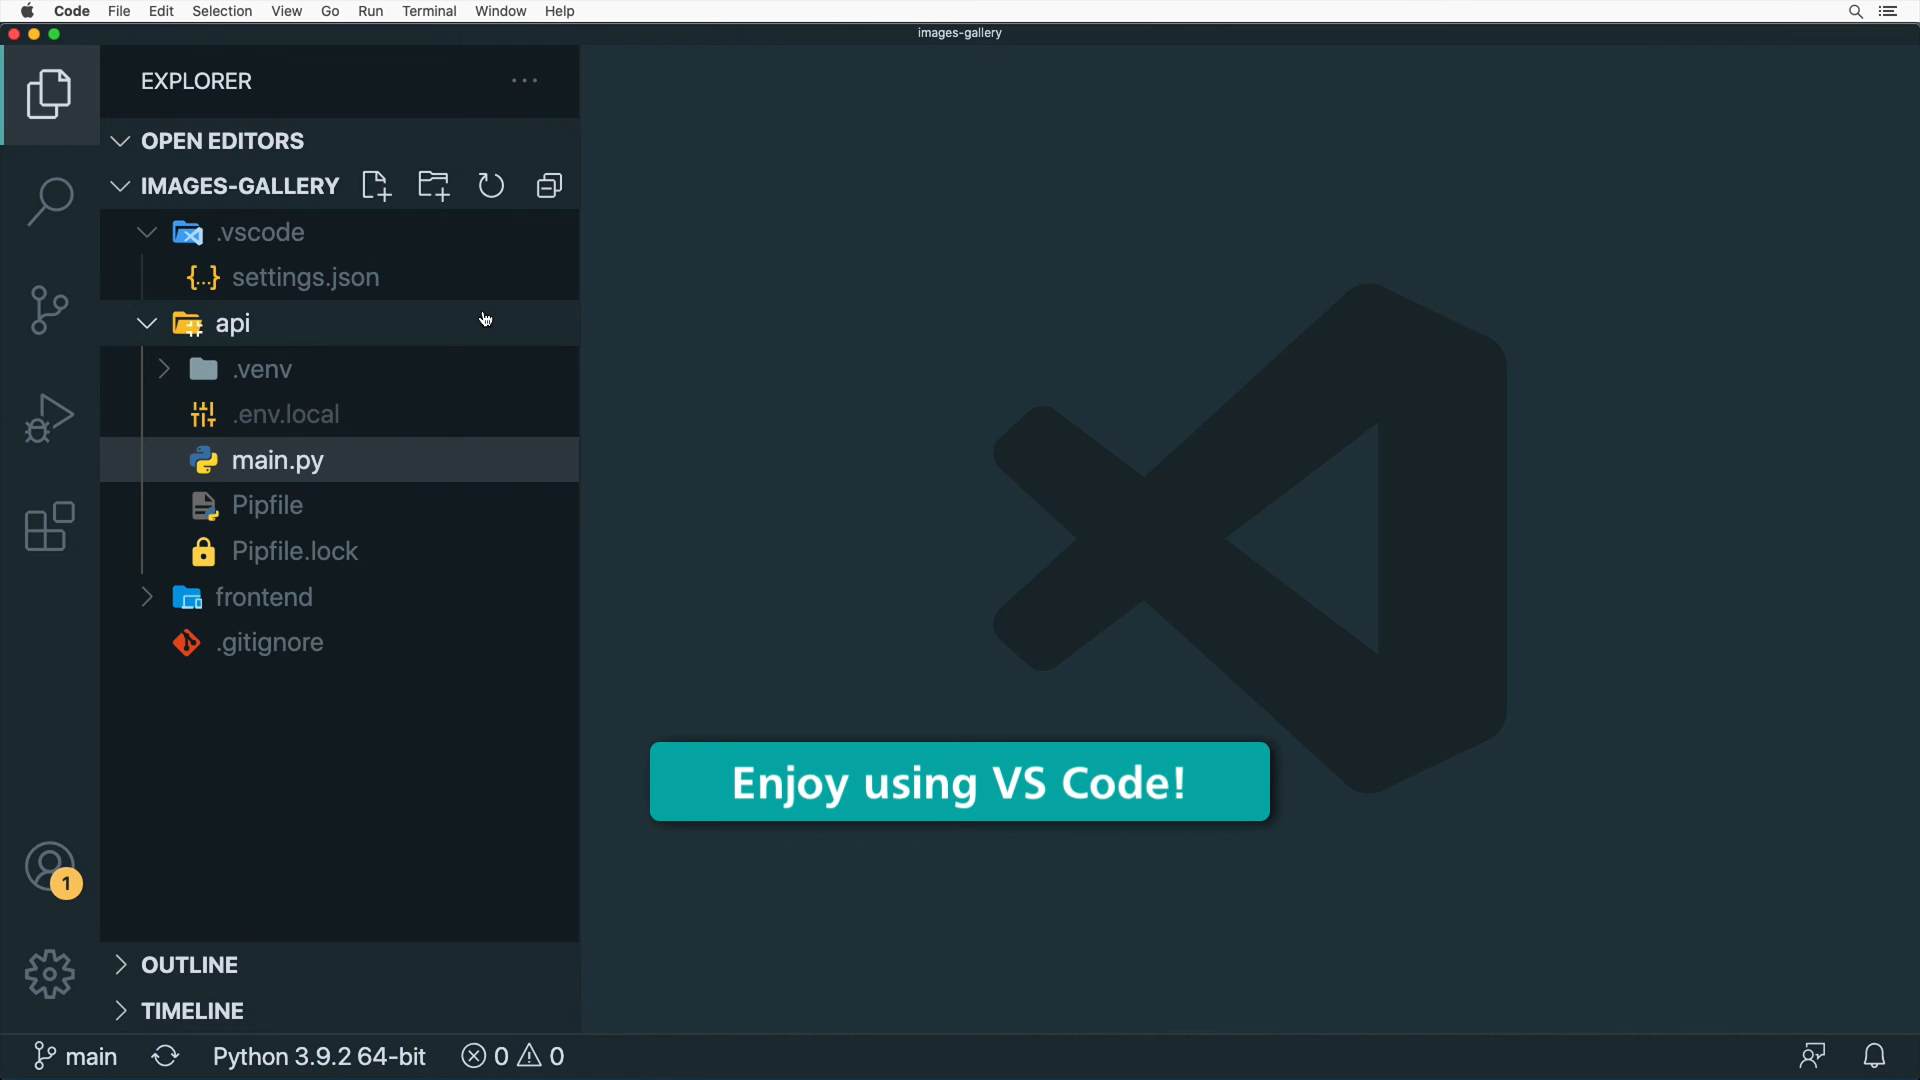 Code File Edit Selection View Go Run Terminal Window Help
images-gallery
EXPLORER
OPEN EDITORS
IMAGES-GALLERY
.vscode
{...} settings.json
api
.venv
.env.local
main.py
Pipfile
Pipfile.lock
frontend
.gitignore
Enjoy using VS Code!
1
OUTLINE
TIMELINE
main Python 3.9.2 64-bit 0 0